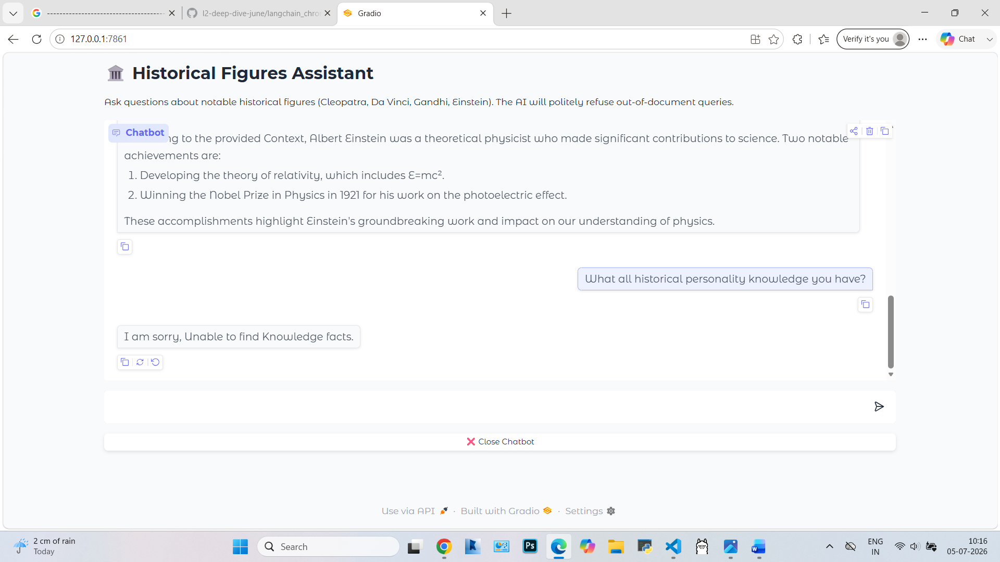 ----------------------------------------
l2-deep-dive-june/langchain_chro
Gradio
127.0.0.1:7861
Verify it's you
Chat
Historical Figures Assistant
Ask questions about notable historical figures (Cleopatra, Da Vinci, Gandhi, Einstein). The AI will politely refuse out-of-document queries.
Chatbot
ng to the provided Context, Albert Einstein was a theoretical physicist who made significant contributions to science. Two notable
achievements are:
1. Developing the theory of relativity, which includes E=mc².
2. Winning the Nobel Prize in Physics in 1921 for his work on the photoelectric effect.
These accomplishments highlight Einstein's groundbreaking work and impact on our understanding of physics.
What all historical personality knowledge you have?
I am sorry, Unable to find Knowledge facts.
❌ Close Chatbot
Use via API 🚀 · Built with Gradio · Settings ⚙️
2 cm of rain
Today
Search
Ps
ENG
IN
10:16
05-07-2026